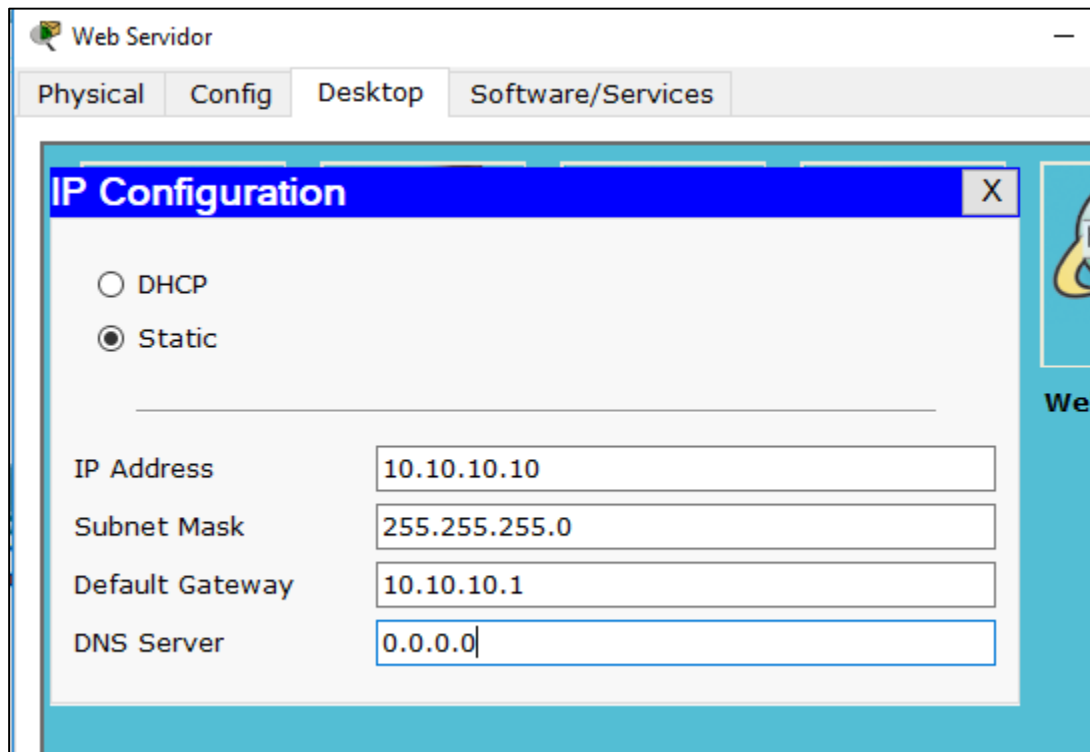 Web Servidor
Physical Config Desktop Software/Services
IP Configuration X
DHCP
Static
We
IP Address 10.10.10.10
Subnet Mask 255.255.255.0
Default Gateway 10.10.10.1
DNS Server 0.0.0.0